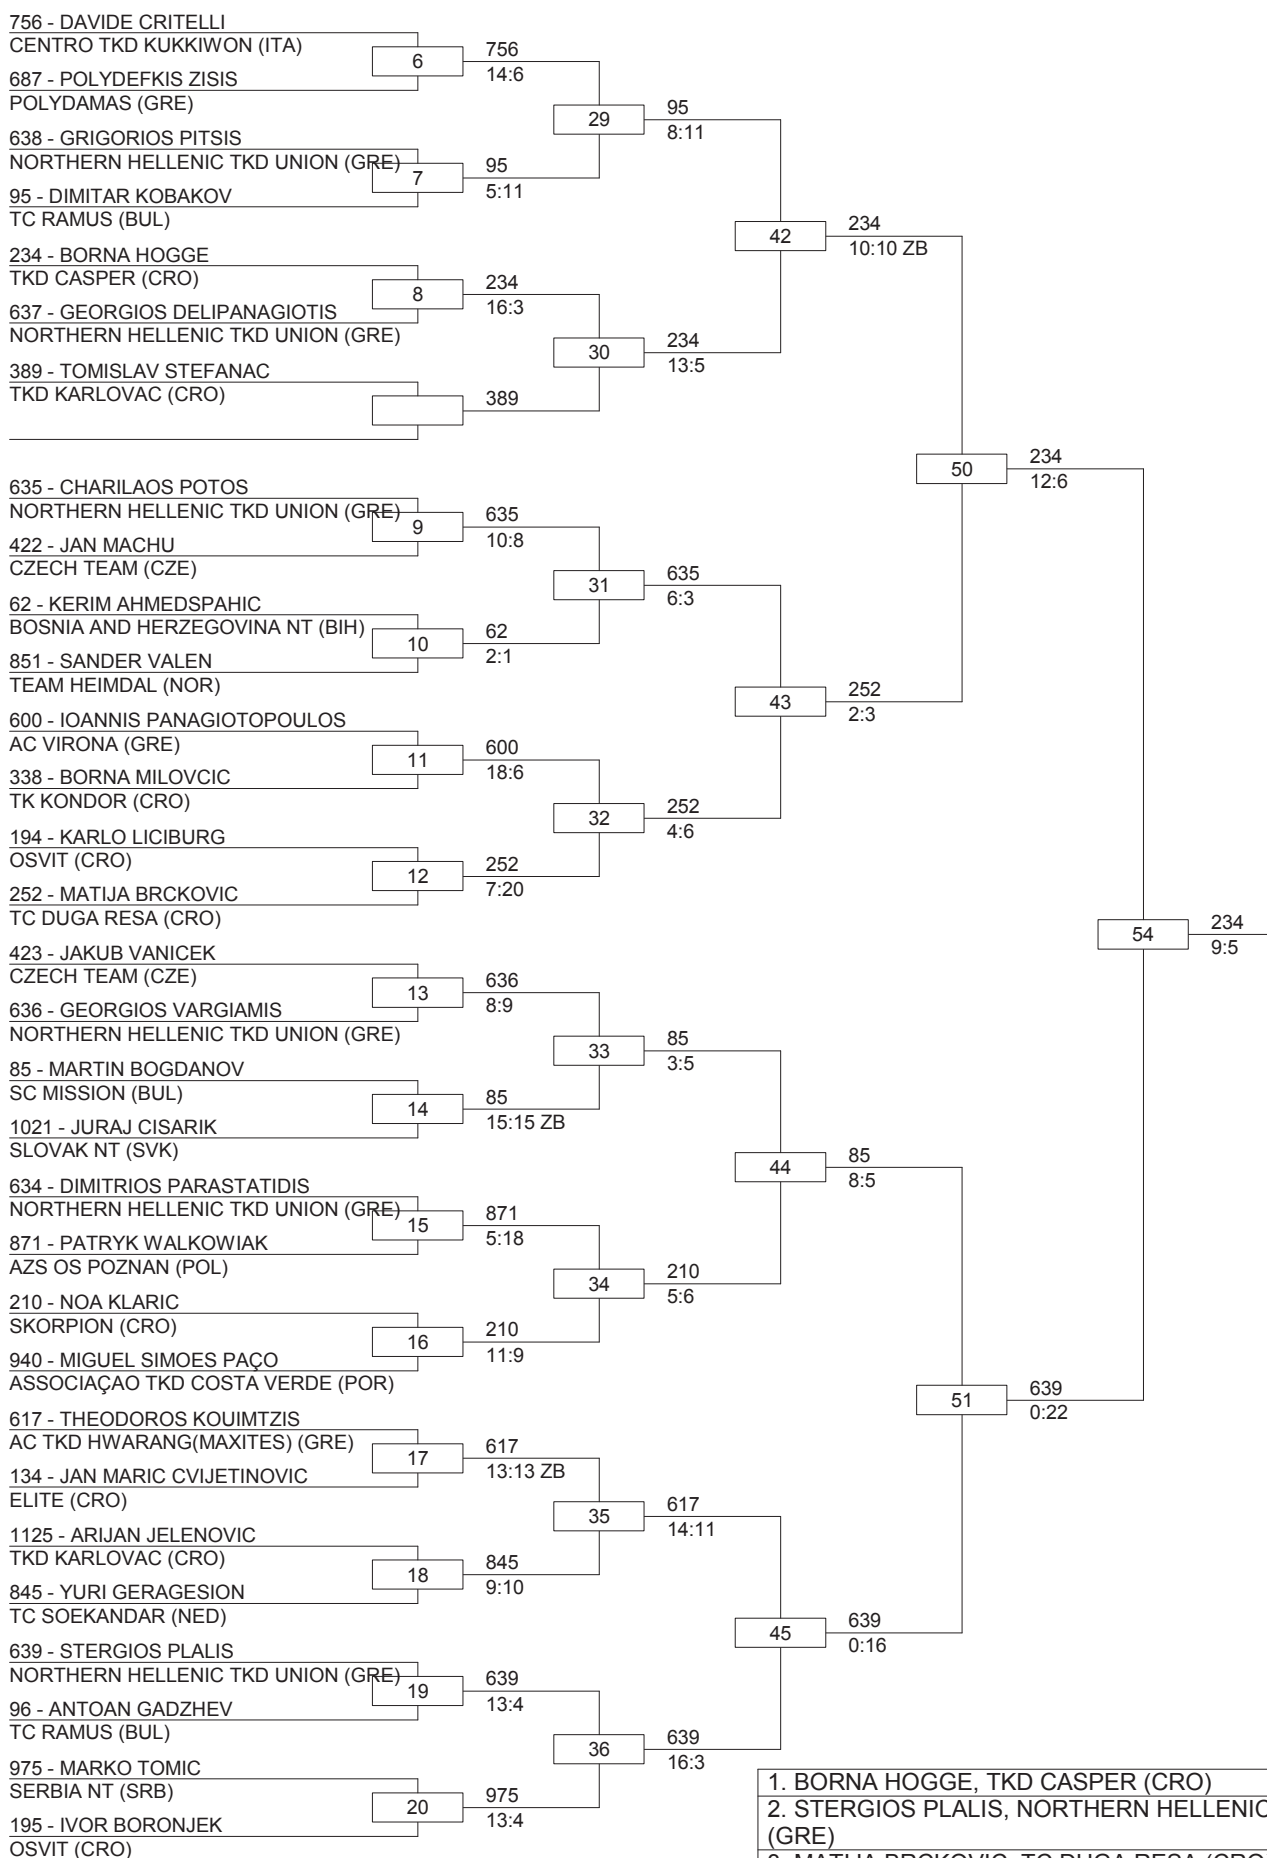 756 - DAVIDE CRITELLI
CENTRO TKD KUKKIWON (ITA)
6
756
14:6
687 - POLYDEFKIS ZISIS
POLYDAMAS (GRE)
29
95
8:11
638 - GRIGORIOS PITSIS
NORTHERN HELLENIC TKD UNION (GRE)
7
95
5:11
95 - DIMITAR KOBAKOV
TC RAMUS (BUL)
42
234
10:10 ZB
234 - BORNA HOGGE
TKD CASPER (CRO)
8
234
16:3
637 - GEORGIOS DELIPANAGIOTIS
NORTHERN HELLENIC TKD UNION (GRE)
30
234
13:5
389 - TOMISLAV STEFANAC
TKD KARLOVAC (CRO)
389
50
234
12:6
635 - CHARILAOS POTOS
NORTHERN HELLENIC TKD UNION (GRE)
9
635
10:8
422 - JAN MACHU
CZECH TEAM (CZE)
31
635
6:3
62 - KERIM AHMEDSPAHIC
BOSNIA AND HERZEGOVINA NT (BIH)
10
62
2:1
851 - SANDER VALEN
TEAM HEIMDAL (NOR)
43
252
2:3
600 - IOANNIS PANAGIOTOPOULOS
AC VIRONA (GRE)
11
600
18:6
338 - BORNA MILOVCIC
TK KONDOR (CRO)
32
252
4:6
194 - KARLO LICIBURG
OSVIT (CRO)
12
252
7:20
252 - MATIJA BRCKOVIC
TC DUGA RESA (CRO)
54
234
9:5
423 - JAKUB VANICEK
CZECH TEAM (CZE)
13
636
8:9
636 - GEORGIOS VARGIAMIS
NORTHERN HELLENIC TKD UNION (GRE)
33
85
3:5
85 - MARTIN BOGDANOV
SC MISSION (BUL)
14
85
15:15 ZB
1021 - JURAJ CISARIK
SLOVAK NT (SVK)
44
85
8:5
634 - DIMITRIOS PARASTATIDIS
NORTHERN HELLENIC TKD UNION (GRE)
15
871
5:18
871 - PATRYK WALKOWIAK
AZS OS POZNAN (POL)
34
210
5:6
210 - NOA KLARIC
SKORPION (CRO)
16
210
11:9
940 - MIGUEL SIMOES PAÇO
ASSOCIAÇAO TKD COSTA VERDE (POR)
51
639
0:22
617 - THEODOROS KOUIMTZIS
AC TKD HWARANG(MAXITES) (GRE)
17
617
13:13 ZB
134 - JAN MARIC CVIJETINOVIC
ELITE (CRO)
35
617
14:11
1125 - ARIJAN JELENOVIC
TKD KARLOVAC (CRO)
18
845
9:10
845 - YURI GERAGESION
TC SOEKANDAR (NED)
45
639
0:16
639 - STERGIOS PLALIS
NORTHERN HELLENIC TKD UNION (GRE)
19
639
13:4
96 - ANTOAN GADZHEV
TC RAMUS (BUL)
36
639
16:3
975 - MARKO TOMIC
SERBIA NT (SRB)
20
975
13:4
195 - IVOR BORONJEK
OSVIT (CRO)
1. BORNA HOGGE, TKD CASPER (CRO)
2. STERGIOS PLALIS, NORTHERN HELLENIC
(GRE)
3. MATIJA BRCKOVIC, TC DUGA RESA (CRO